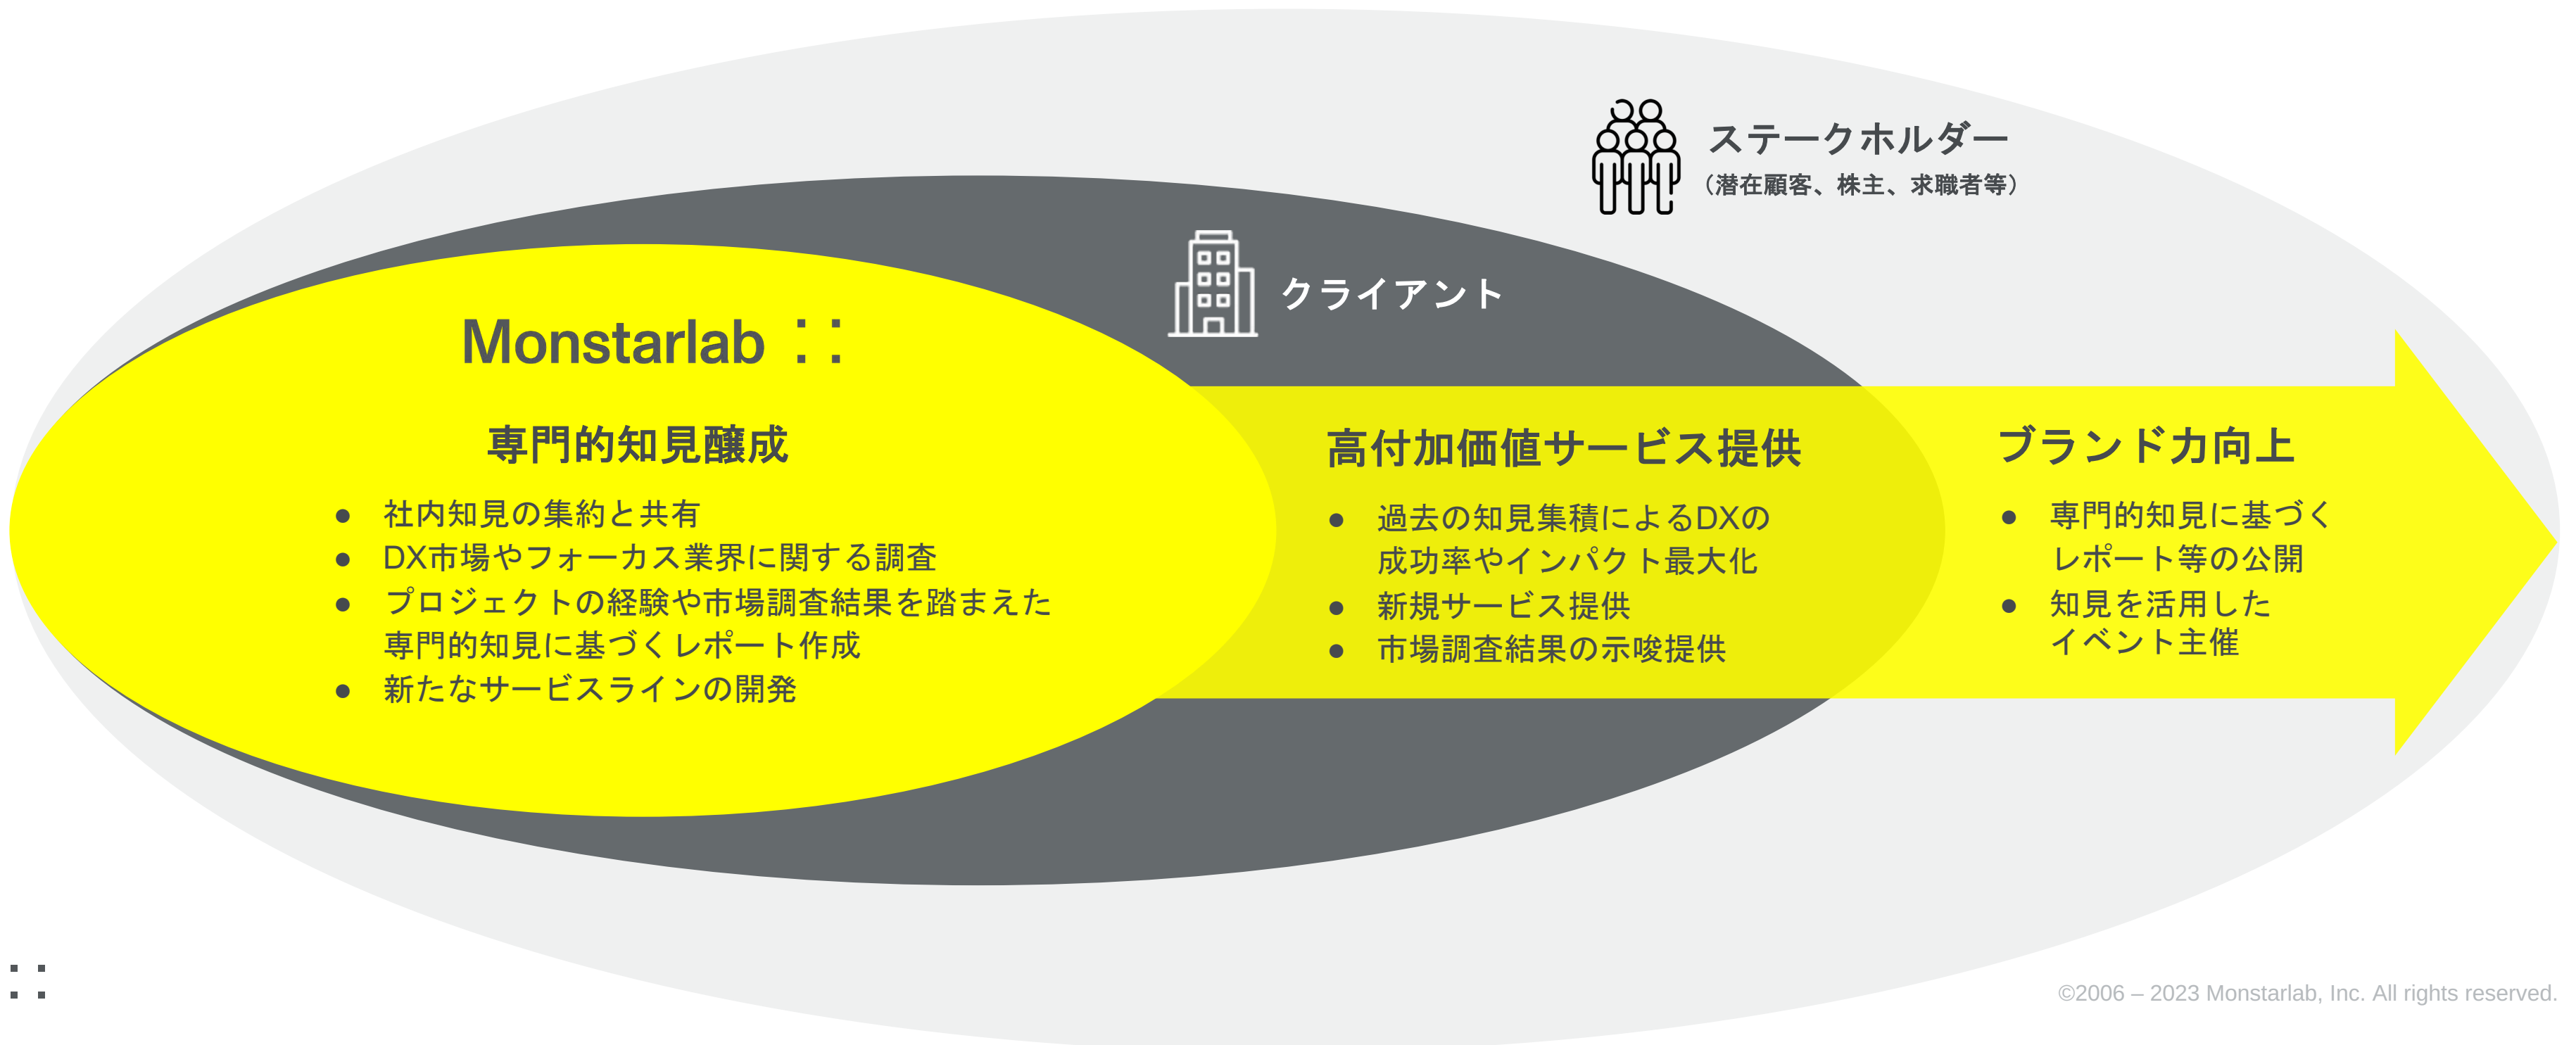 ステークホルダー
（潜在顧客、株主、求職者等）
クライアント
Monstarlab
専門的知見醸成
● 社内知見の集約と共有
● DX市場やフォーカス業界に関する調査
● プロジェクトの経験や市場調査結果を踏まえた
専門的知見に基づくレポート作成
● 新たなサービスラインの開発
高付加価値サービス提供
● 過去の知見集積によるDXの
成功率やインパクト最大化
● 新規サービス提供
● 市場調査結果の示唆提供
ブランド力向上
● 専門的知見に基づく
レポート等の公開
● 知見を活用した
イベント主催
©2006 – 2023 Monstarlab, Inc. All rights reserved.